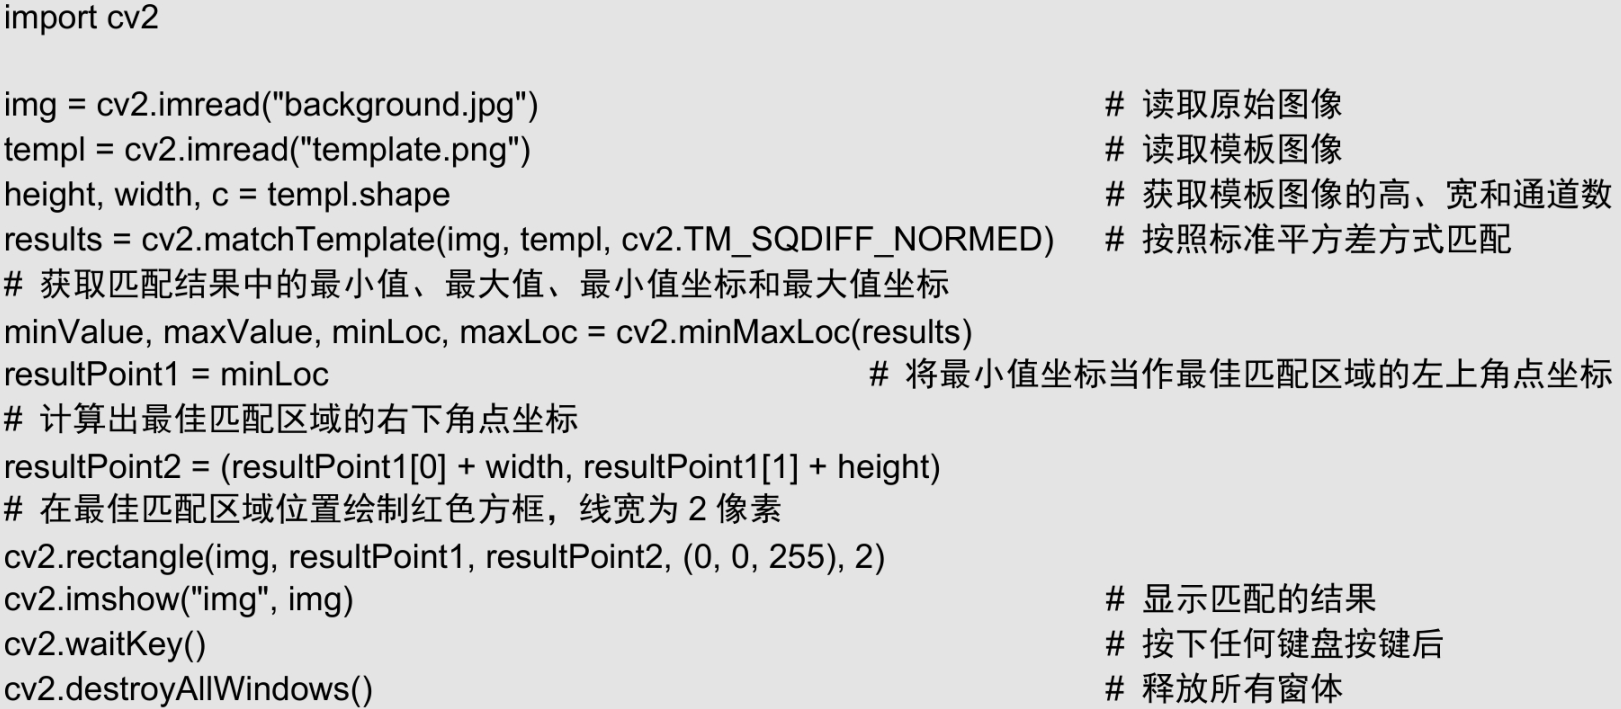 import cv2
img = cv2.imread("background.jpg") # 读取原始图像
templ = cv2.imread("template.png") # 读取模板图像
height, width, c = templ.shape # 获取模板图像的高、宽和通道数
results = cv2.matchTemplate(img, templ, cv2.TM_SQDIFF_NORMED) # 按照标准平方差方式匹配
# 获取匹配结果中的最小值、最大值、最小值坐标和最大值坐标
minValue, maxValue, minLoc, maxLoc = cv2.minMaxLoc(results)
resultPoint1 = minLoc # 将最小值坐标当作最佳匹配区域的左上角点坐标
# 计算出最佳匹配区域的右下角点坐标
resultPoint2 = (resultPoint1[0] + width, resultPoint1[1] + height)
# 在最佳匹配区域位置绘制红色方框，线宽为 2 像素
cv2.rectangle(img, resultPoint1, resultPoint2, (0, 0, 255), 2)
cv2.imshow("img", img) # 显示匹配的结果
cv2.waitKey() # 按下任何键盘按键后
cv2.destroyAllWindows() # 释放所有窗体